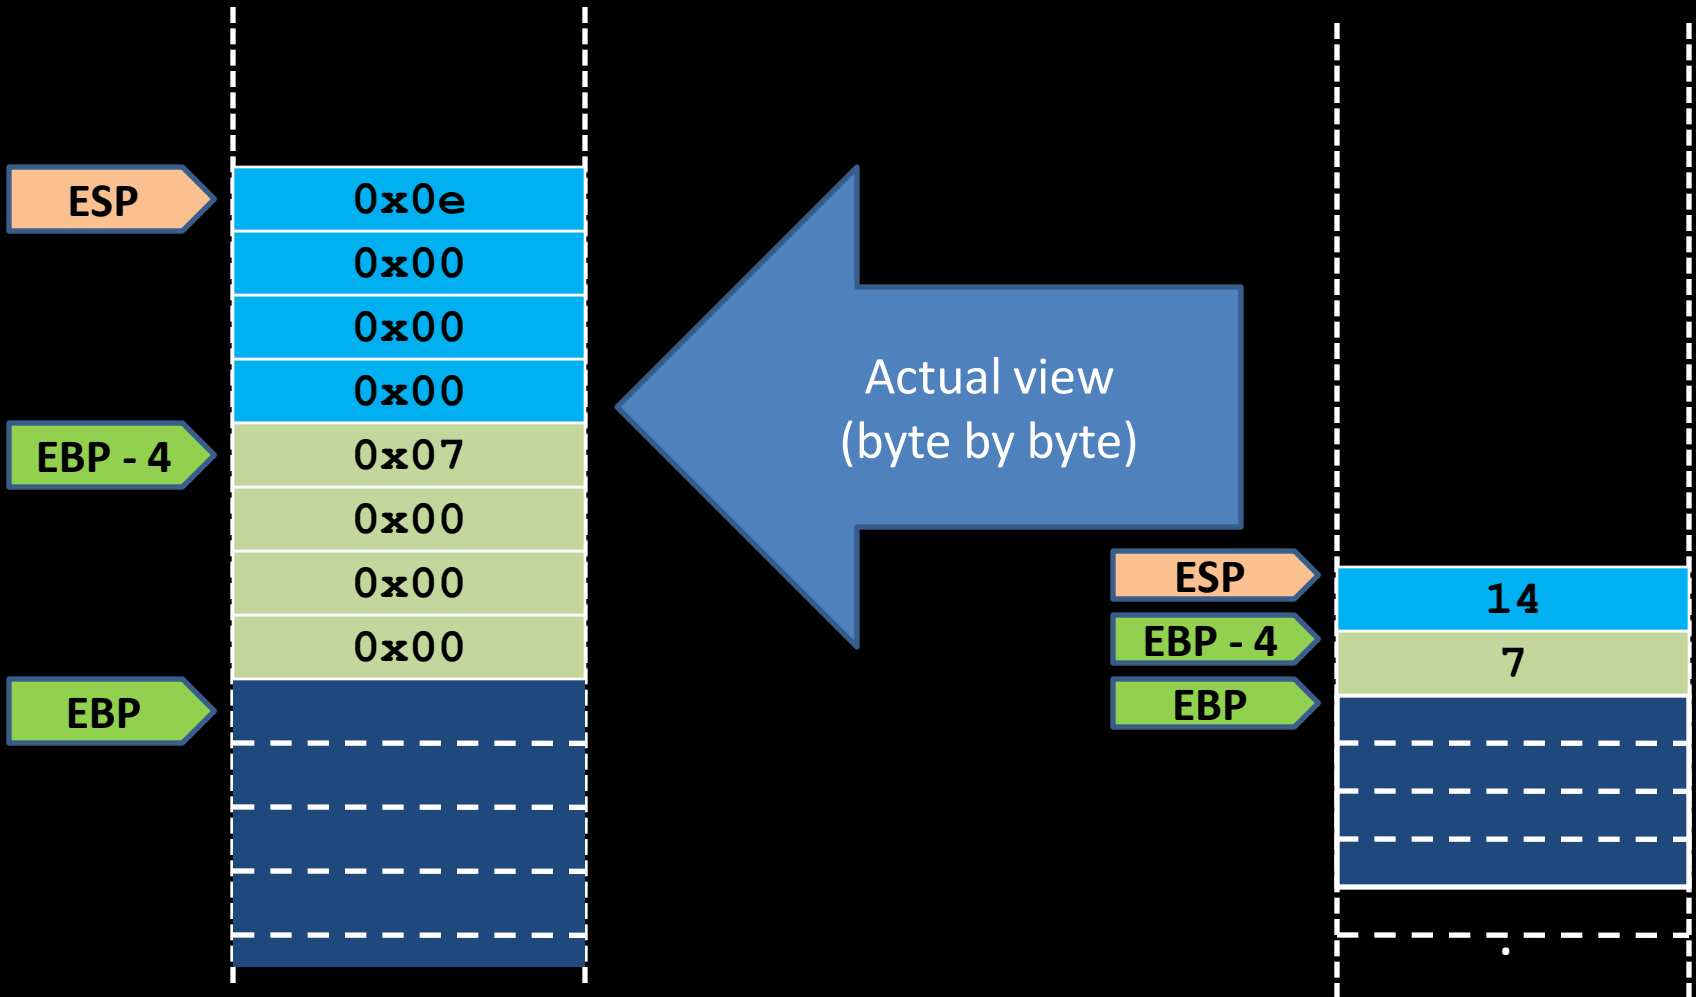 ESP
0x0e
0x00
0x00
0x00
EBP - 4
0x07
0x00
0x00
0x00
EBP
Actual view
(byte by byte)
ESP
14
EBP - 4
7
EBP
.